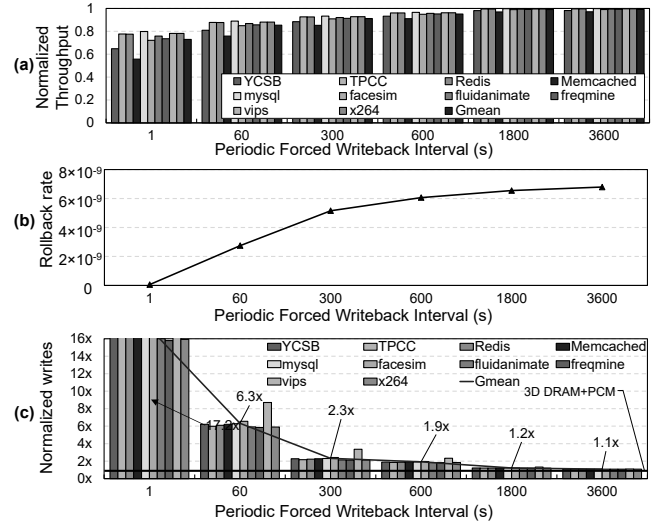 (a)
Normalized
Throughput
1
0.8
0.6
0.4
0.2
0
YCSB TPCC Redis Memcached
mysql facesim fluidanimate freqmine
vips x264 Gmean
1 60 300 600 1800 3600
Periodic Forced Writeback Interval (s)
(b)
Rollback rate
8×10-9
6×10-9
4×10-9
2×10-9
0
1 60 300 600 1800 3600
Periodic Forced Writeback Interval (s)
(c)
Normalized writes
16x
14x
12x
10x
8x
6x
4x
2x
0x
YCSB TPCC Redis Memcached
mysql facesim fluidanimate freqmine
vips x264 Gmean
3D DRAM+PCM
17.2x
6.3x
2.3x
1.9x
1.2x
1.1x
1 60 300 600 1800 3600
Periodic Forced Writeback Interval (s)